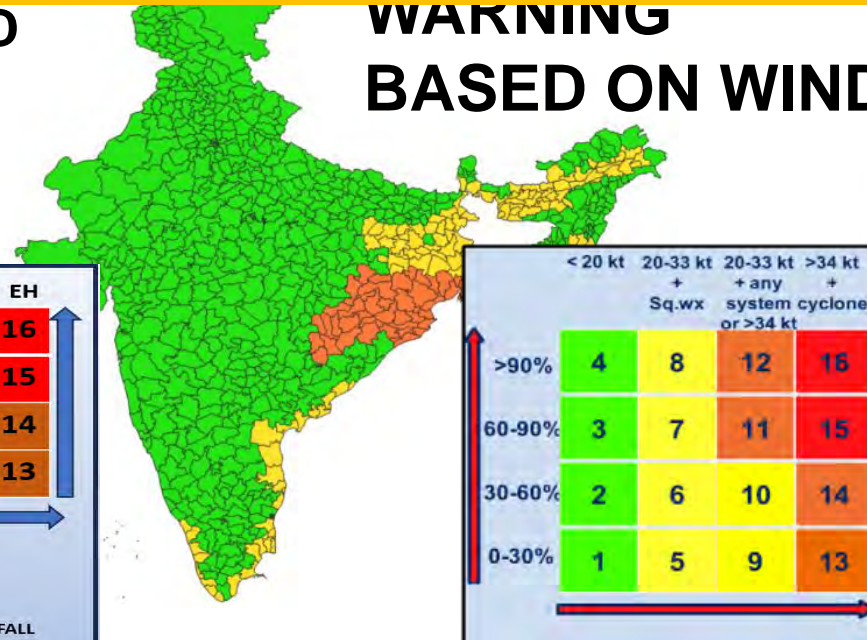 D
WARNING
BASED ON WIND
EH
16
15
14
13
FALL
< 20 kt 20-33 kt 20-33 kt >34 kt
+ + any +
Sq.wx system cyclone
or >34 kt
>90% 4 8 12 16
60-90% 3 7 11 15
30-60% 2 6 10 14
0-30% 1 5 9 13